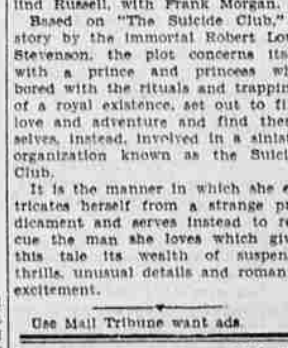 lind Russell, with Frank Morgan.
Based on "The Suicide Club,"
story by the immortal Robert Lou
Stevenson, the plot concerns its
with a prince and princess wh
bored with the rituals and trappin
of a royal existence, set out to fi
love and adventure and find the
selves, instead, involved in a sinist
organization known as the Suici
Club.
It is the manner in which she e
tricates herself from a strange pr
dicament and serves instead to re
cue the man she loves which giv
this tale its wealth of suspen
thrills, unusual details and roman
excitement.
Use Mail Tribune want ads